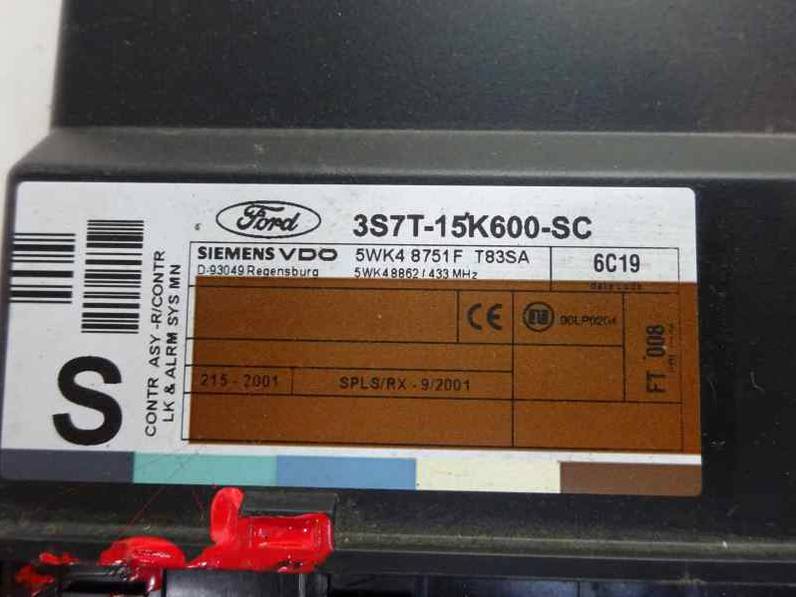 Ford 3S7T-15K600-SC
SIEMENS VDO 5WK4 8751F T83SA 6C19
D-93049 Regensburg 5WK4 8862 / 433 MHz
date code
CE
215 - 2001 SPLS/RX - 9/2001
FT 008
CONTR ASY -R/CONTR
LK & ALRM SYS MN
S